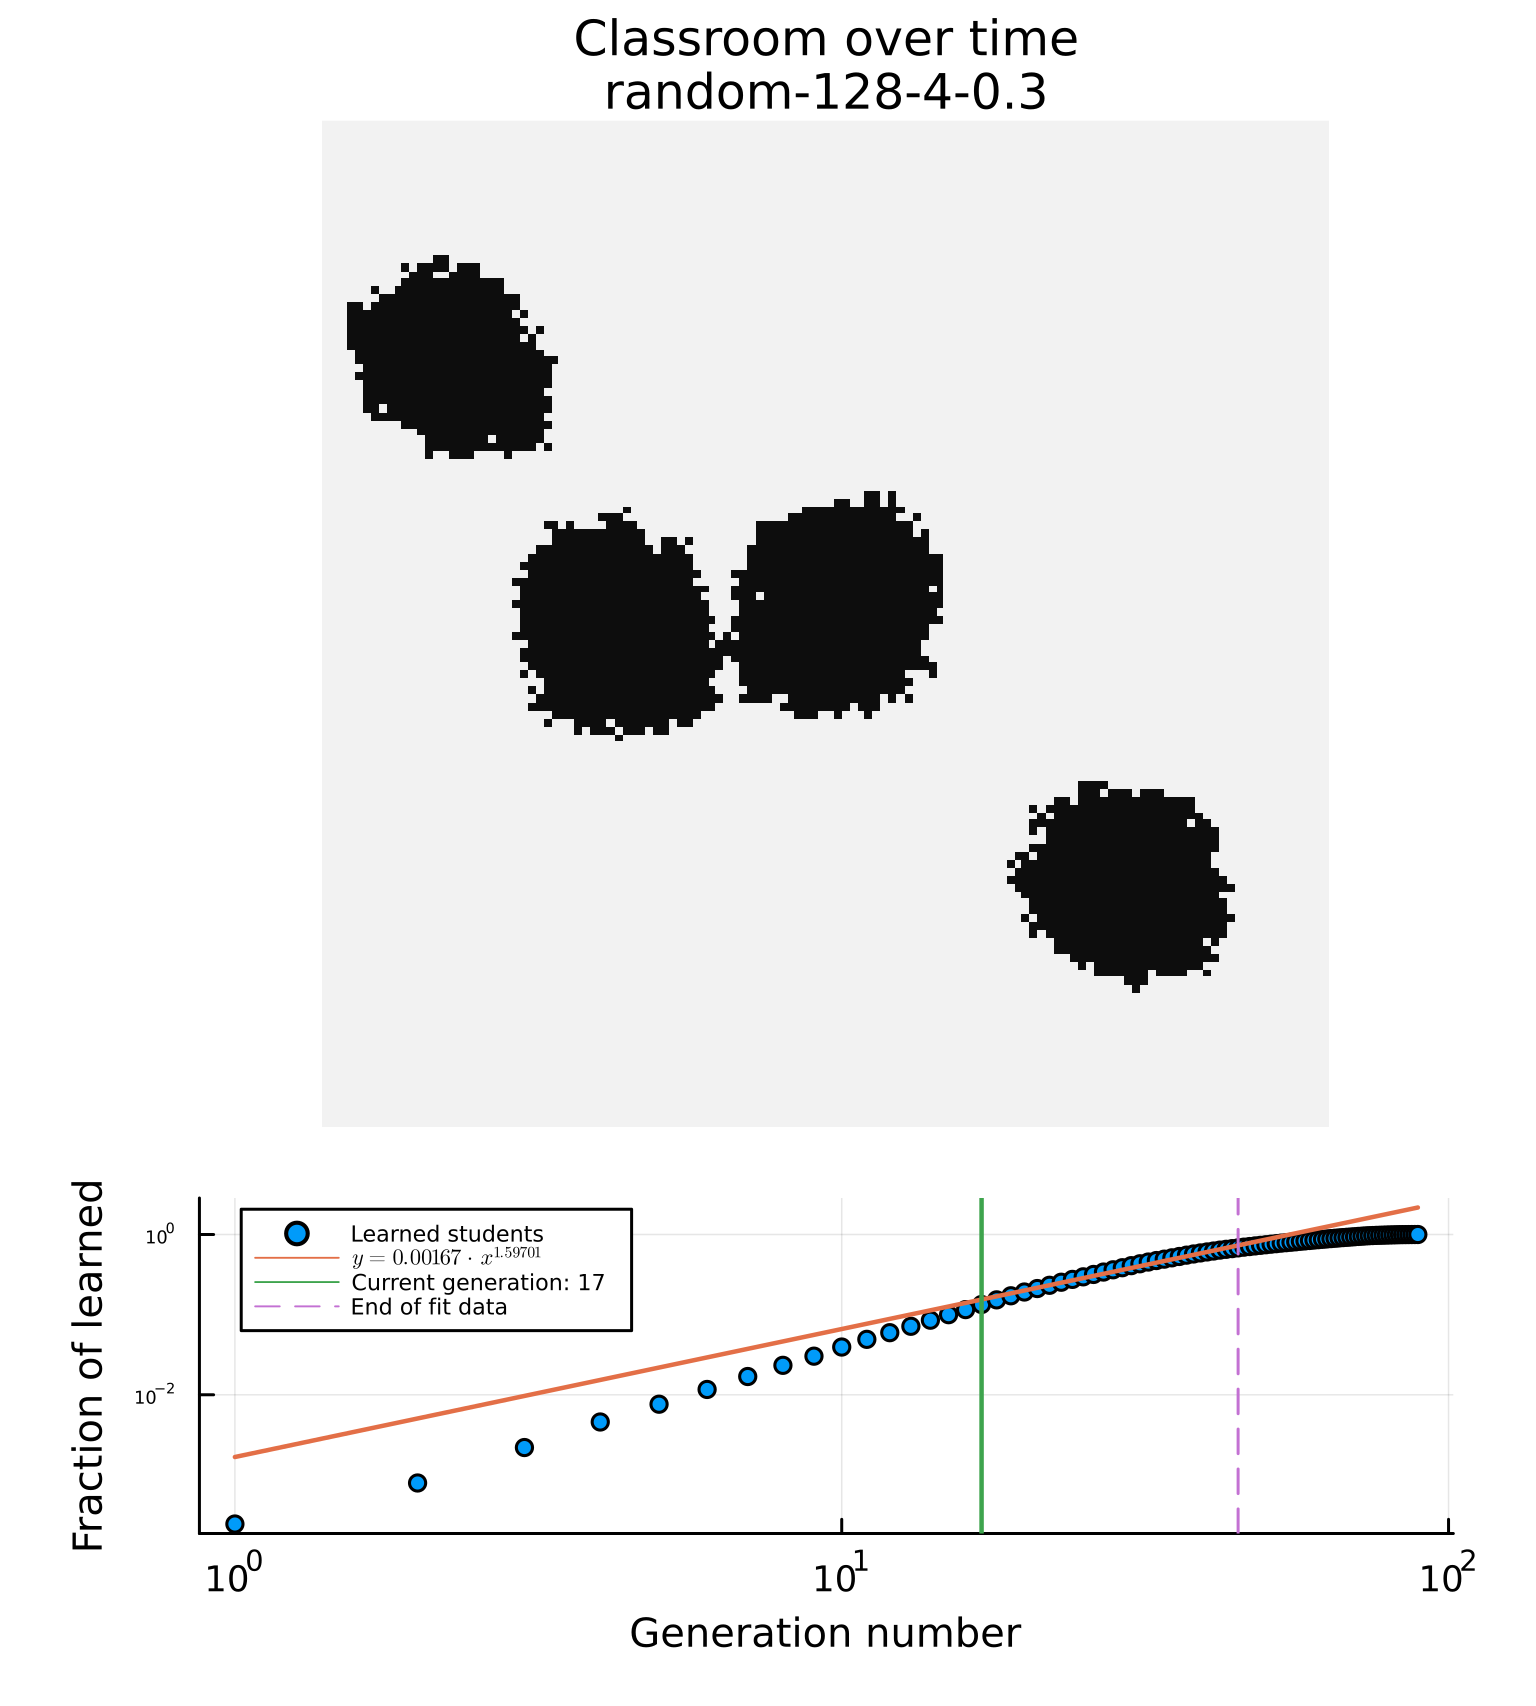 Classroom over time
random-128-4-0.3
Fraction of learned
10^0
10^-2
Learned students
y = 0.00167 · x^1.59701
Current generation: 17
End of fit data
10^0 10^1 10^2
Generation number